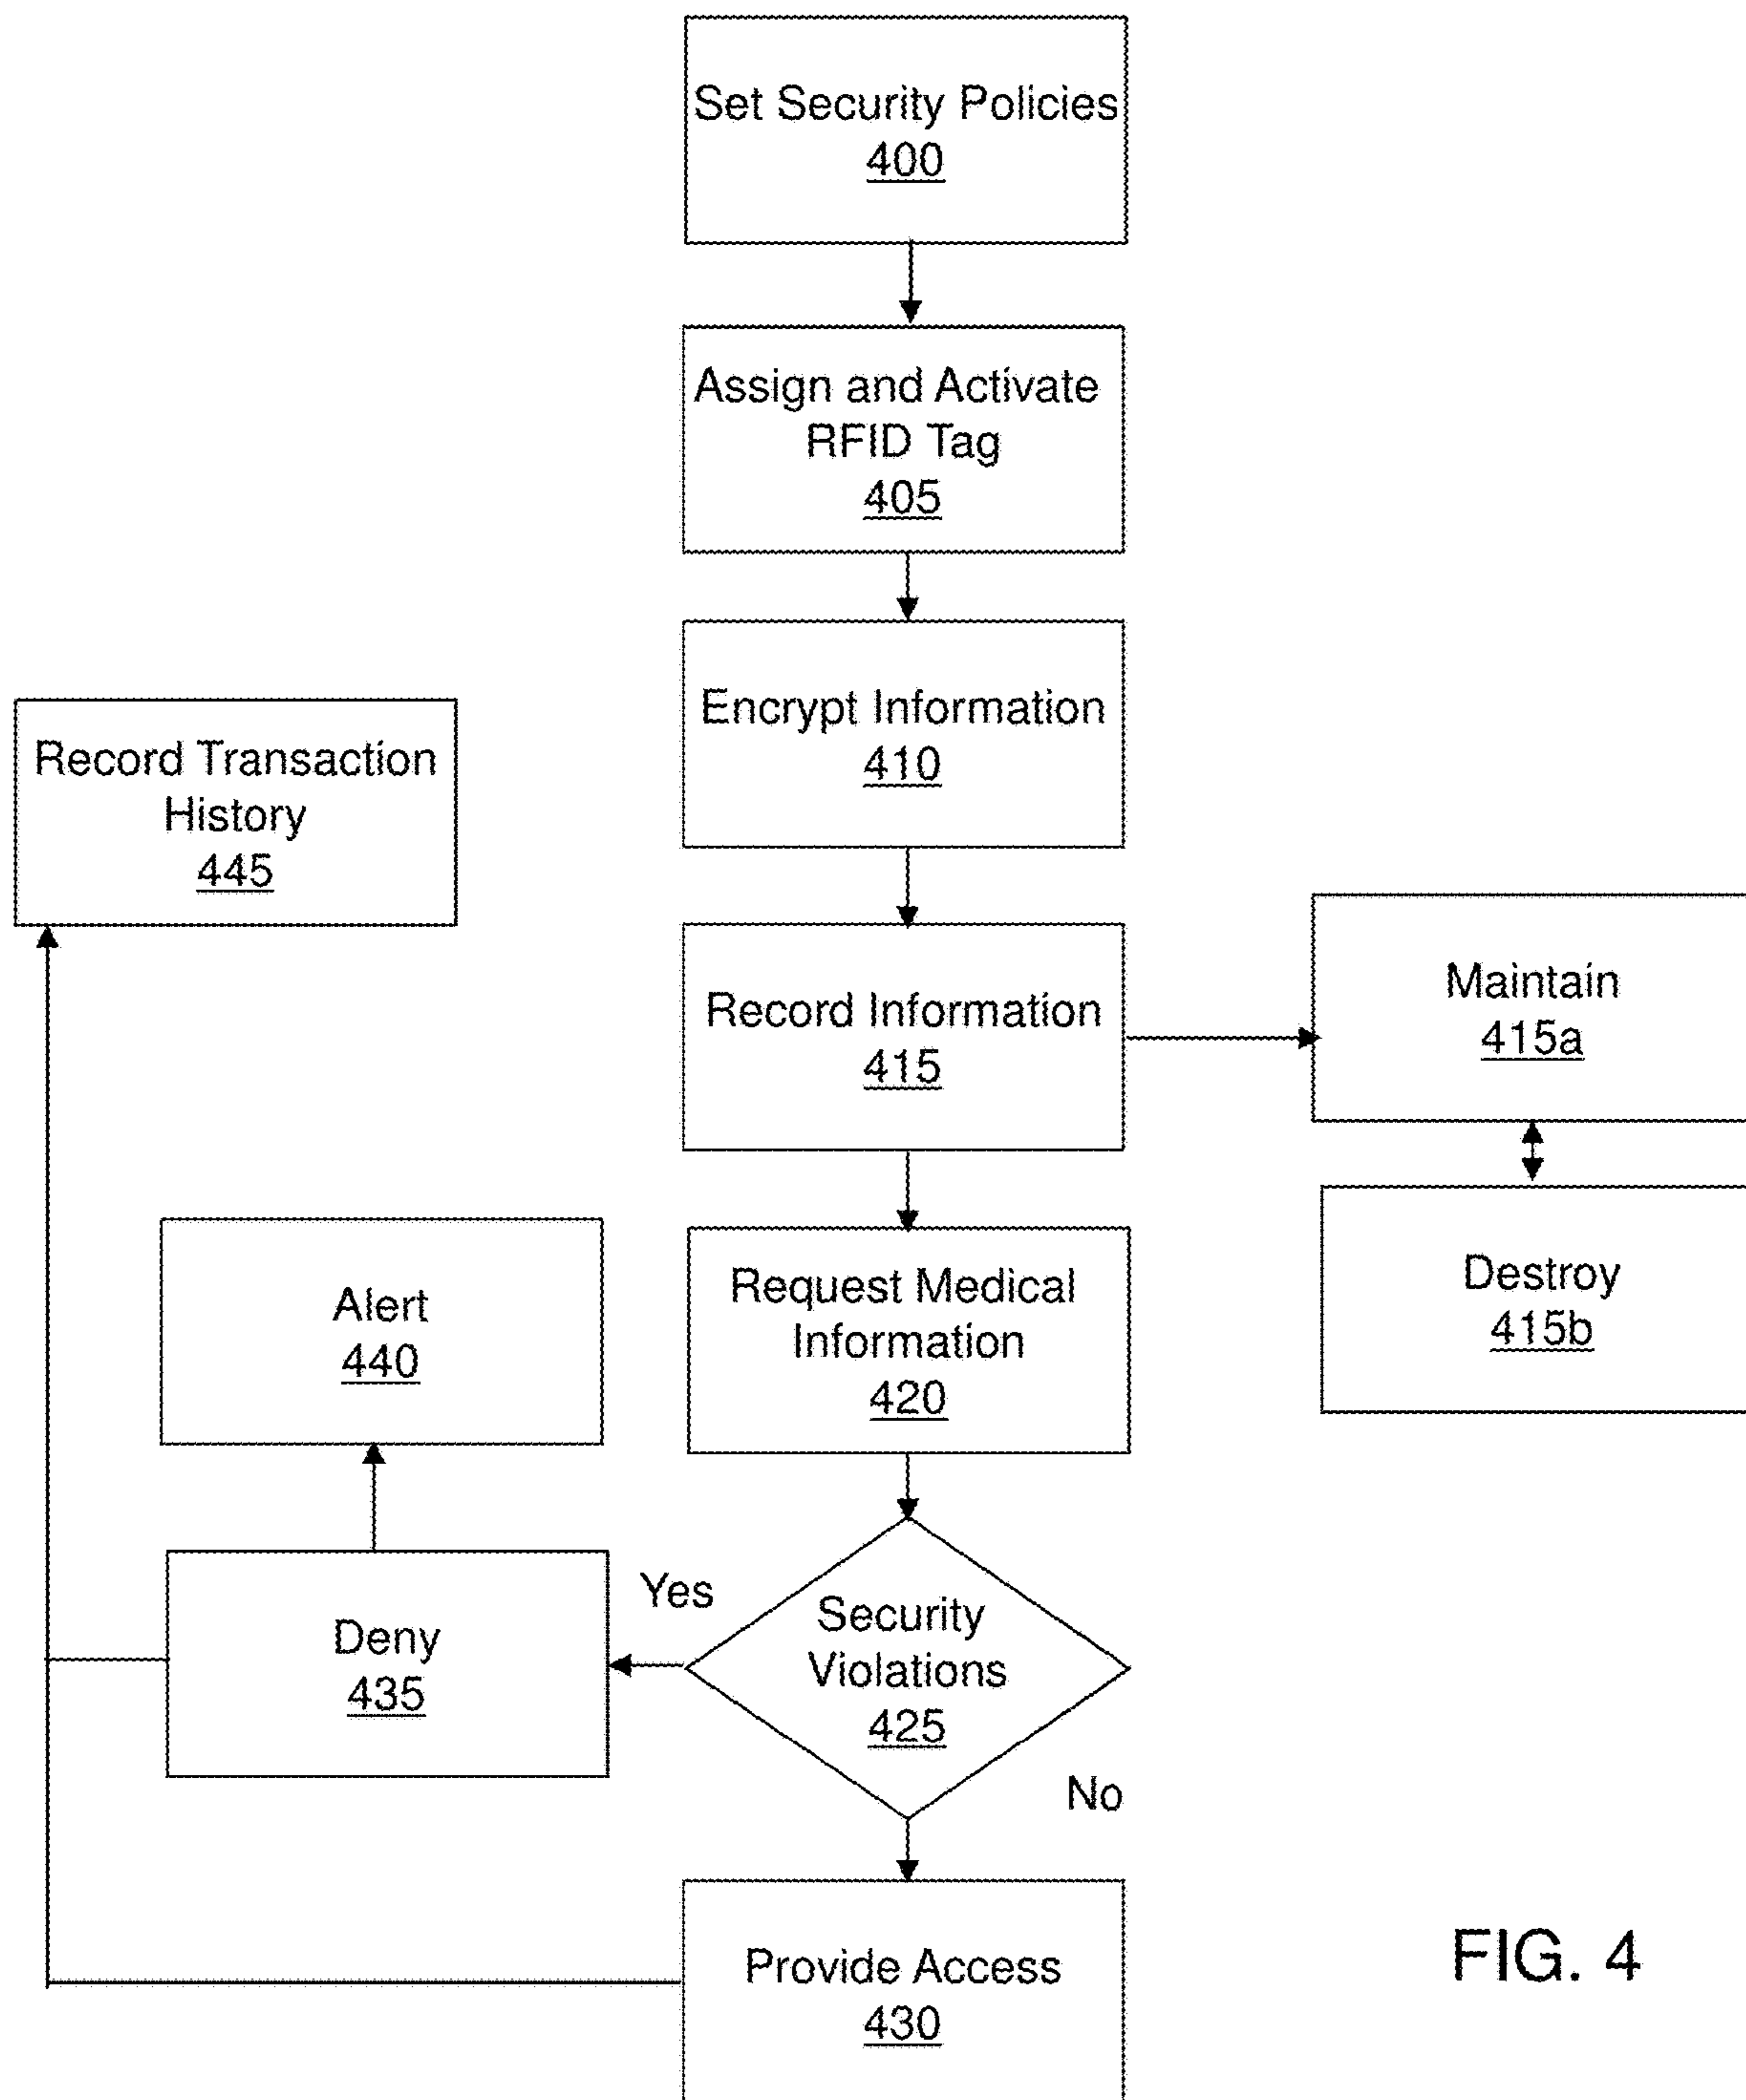 Set Security Policies
400
Assign and Activate
RFID Tag
405
Encrypt Information
410
Record Transaction
History
445
Record Information
415
Maintain
415a
Alert
440
Request Medical
Information
420
Destroy
415b
Yes
Deny
435
Security
Violations
425
No
Provide Access
430
FIG. 4